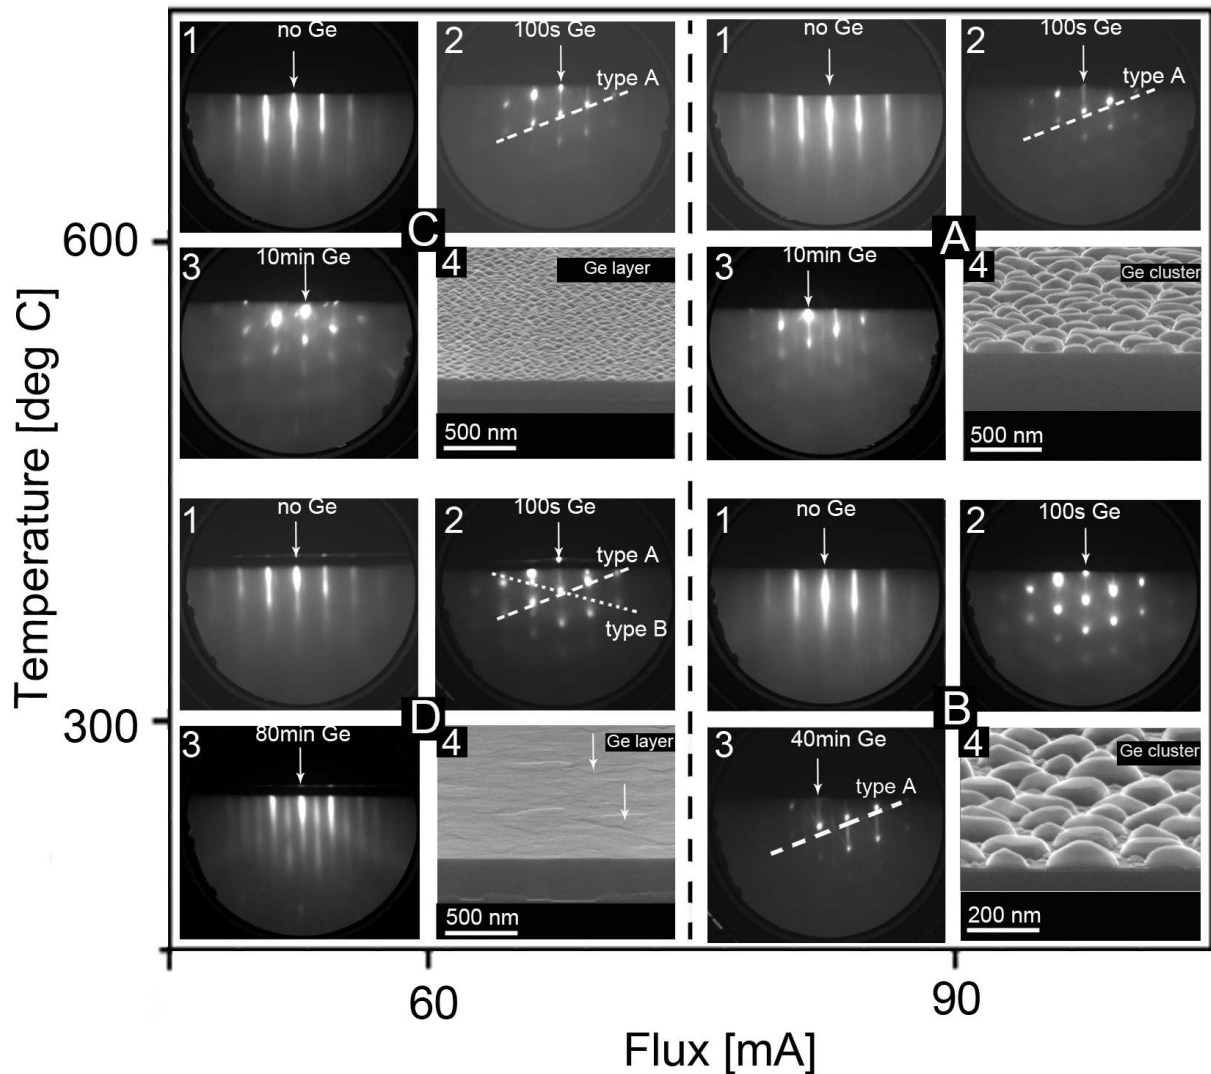 1
no Ge
2
100s Ge
type A
1
no Ge
2
100s Ge
type A
C
A
600
3
10min Ge
4
Ge layer
500 nm
3
10min Ge
4
Ge cluster
500 nm
Temperature [deg C]
1
no Ge
2
100s Ge
type A
type B
1
no Ge
2
100s Ge
D
B
300
3
80min Ge
4
Ge layer
500 nm
3
40min Ge
type A
4
Ge cluster
200 nm
60
90
Flux [mA]